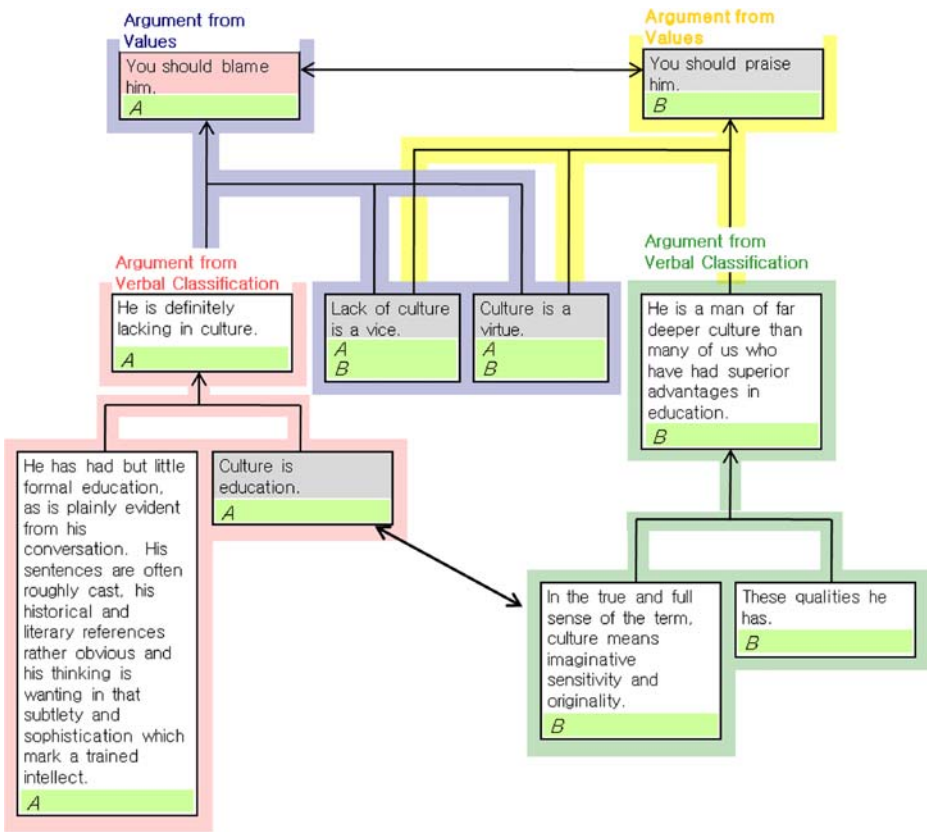 Argument from
Values
You should blame
him.
A
Argument from
Values
You should praise
him.
B
Argument from
Verbal Classification
He is definitely
lacking in culture.
A
Lack of culture
is a vice.
A
B
Culture is a
virtue.
A
B
Argument from
Verbal Classification
He is a man of far
deeper culture than
many of us who
have had superior
advantages in
education.
B
He has had but little
formal education,
as is plainly evident
from his
conversation. His
sentences are often
roughly cast, his
historical and
literary references
rather obvious and
his thinking is
wanting in that
subtlety and
sophistication which
mark a trained
intellect.
A
Culture is
education.
A
In the true and full
sense of the term,
culture means
imaginative
sensitivity and
originality.
B
These qualities he
has.
B